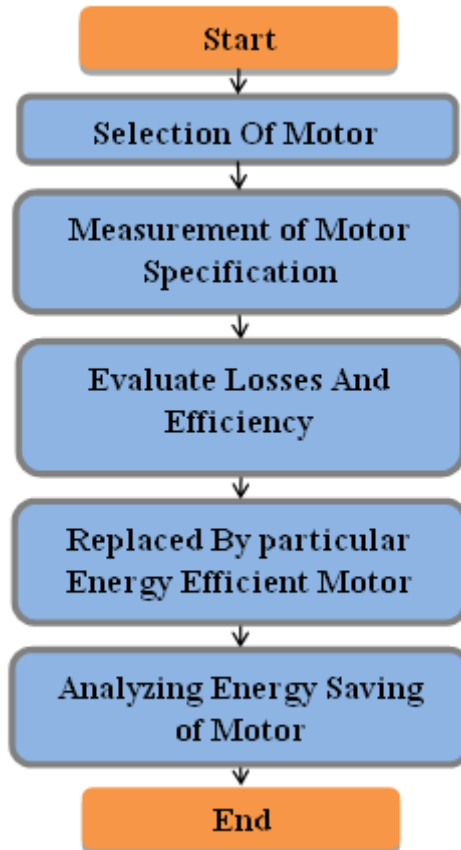 Start
Selection Of Motor
Measurement of Motor
Specification
Evaluate Losses And
Efficiency
Replaced By particular
Energy Efficient Motor
Analyzing Energy Saving
of Motor
End